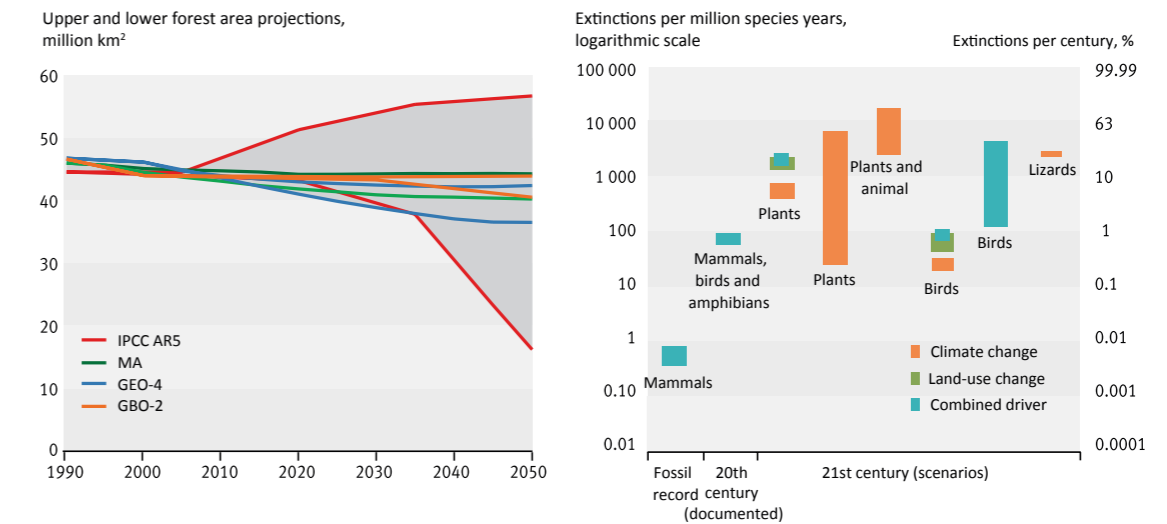 Upper and lower forest area projections,
million km²
60
50
40
30
20
10
0
1990
2000
2010
2020
2030
2040
2050
IPCC AR5
MA
GEO-4
GBO-2
Extinctions per million species years,
logarithmic scale
Extinctions per century, %
100 000
10 000
1 000
100
10
1
0.10
0.01
99.99
63
10
1
0.1
0.01
0.001
0.0001
Mammals
Mammals,
birds and
amphibians
Plants
Plants
Plants and
animal
Birds
Birds
Lizards
Climate change
Land-use change
Combined driver
Fossil
record
20th
century
(documented)
21st century (scenarios)